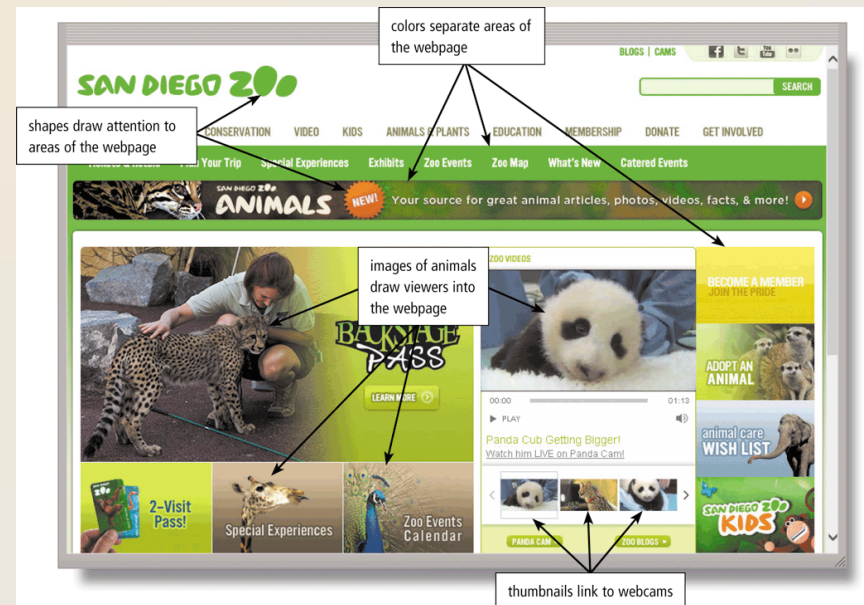 colors separate areas of
the webpage
BLOGS | CAMS
You
Tube
SAN DIEGO ZOO
SEARCH
shapes draw attention to
areas of the webpage
CONSERVATION VIDEO KIDS ANIMALS & PLANTS EDUCATION MEMBERSHIP DONATE GET INVOLVED
Your Trip Special Experiences Exhibits Zoo Events Zoo Map What's New Catered Events
SAN DIEGO ZOO
ANIMALS
NEW!
Your source for great animal articles, photos, videos, facts, & more!
images of animals
draw viewers into
the webpage
ZOO VIDEOS
BECOME A MEMBER
JOIN THE PRIDE
BACKSTAGE
PASS
LEARN MORE
ADOPT AN
ANIMAL
00:00 01:13
PLAY
Panda Cub Getting Bigger!
Watch him LIVE on Panda Cam!
animal care
WISH LIST
ZOO
2-Visit
Pass!
Special Experiences
Zoo Events
Calendar
SAN DIEGO ZOO
KIDS
PANDA CAM
ZOO BLOGS
thumbnails link to webcams